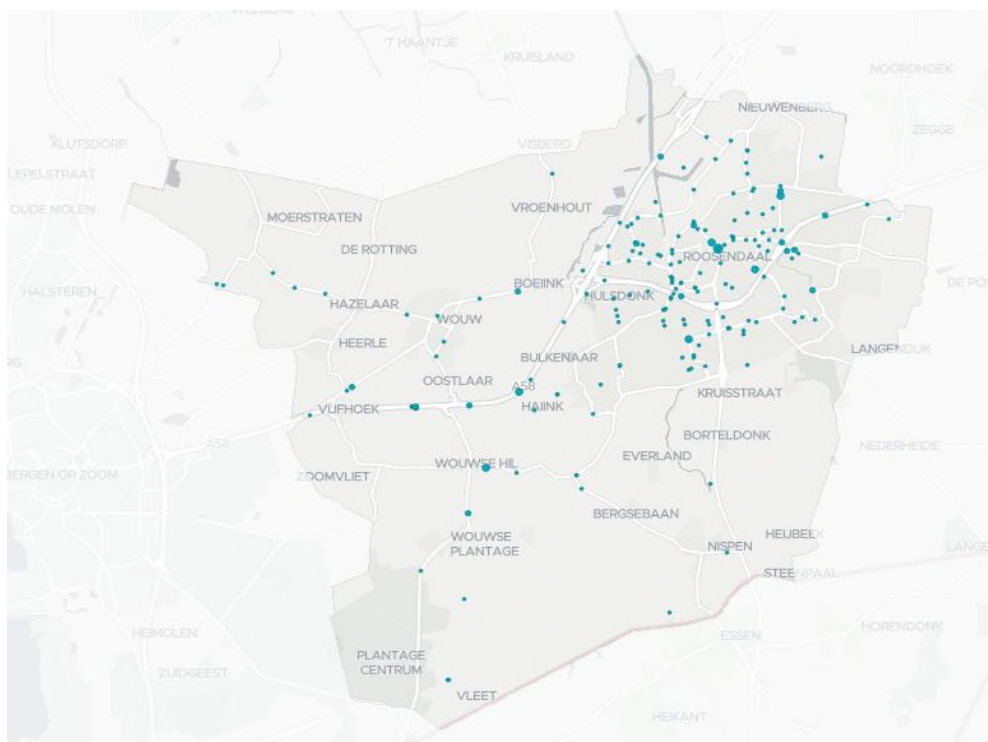 'T HAANTJE
KRUISLAND
NOORDHOEK
NIEUWENBERG
ZEGGE
KLUTSDORP
VISBERG
LEPELSTRAAT
OUDE MOLEN
MOERSTRATEN
VROENHOUT
DE ROTTING
ROOSENDAAL
HALSTEREN
BOEIINK
HULSDONK
HAZELAAR
WOUW
HEERLE
BULKENAAR
LANGENDIJK
OOSTLAAR
A58
KRUISSTRAAT
VIJFHOEK
HAIINK
BORTELDONK
A58
NEDERHEIDE
EVERLAND
WOUWSE HIL
BERGEN OP ZOOM
ZOOMVLIET
BERGSEBAAN
WOUWSE
PLANTAGE
HEIBEEK
NISPEN
STEENPAAL
HEIMOLEN
HORENDONK
ESSEN
PLANTAGE
CENTRUM
ZUIDGEEST
VLEET
HEIKANT